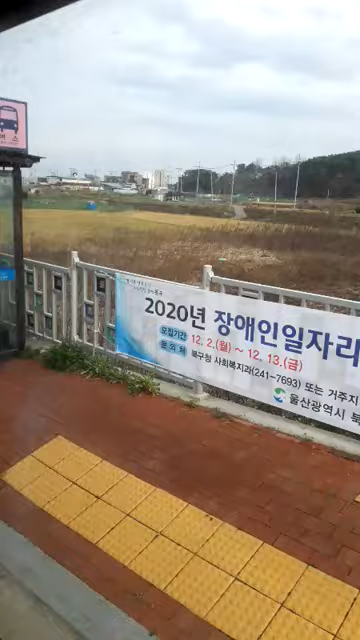 버스
2020년 장애인일자리
모집기간 12. 2.(월) ~ 12. 13.(금)
문의처 북구청 사회복지과(241-7693) 또는 거주지
울산광역시 북